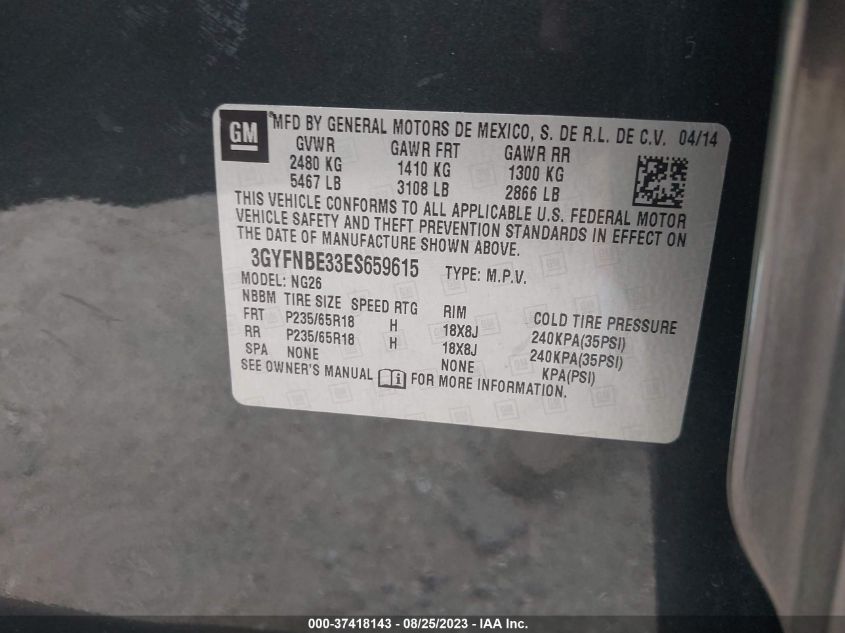 GM ®MFD BY GENERAL MOTORS DE MEXICO, S. DE R.L. DE C.V. 04/14
GVWR GAWR FRT GAWR RR
2480 KG 1410 KG 1300 KG
5467 LB 3108 LB 2866 LB
THIS VEHICLE CONFORMS TO ALL APPLICABLE U.S. FEDERAL MOTOR
VEHICLE SAFETY AND THEFT PREVENTION STANDARDS IN EFFECT ON
THE DATE OF MANUFACTURE SHOWN ABOVE.
3GYFNBE33ES659615 TYPE: M.P.V.
MODEL: NG26
NBBM TIRE SIZE SPEED RTG RIM COLD TIRE PRESSURE
FRT P235/65R18 H 18X8J 240KPA(35PSI)
RR P235/65R18 H 18X8J 240KPA(35PSI)
SPA NONE NONE KPA(PSI)
SEE OWNER'S MANUAL FOR MORE INFORMATION.
000-37418143 - 08/25/2023 - IAA Inc.